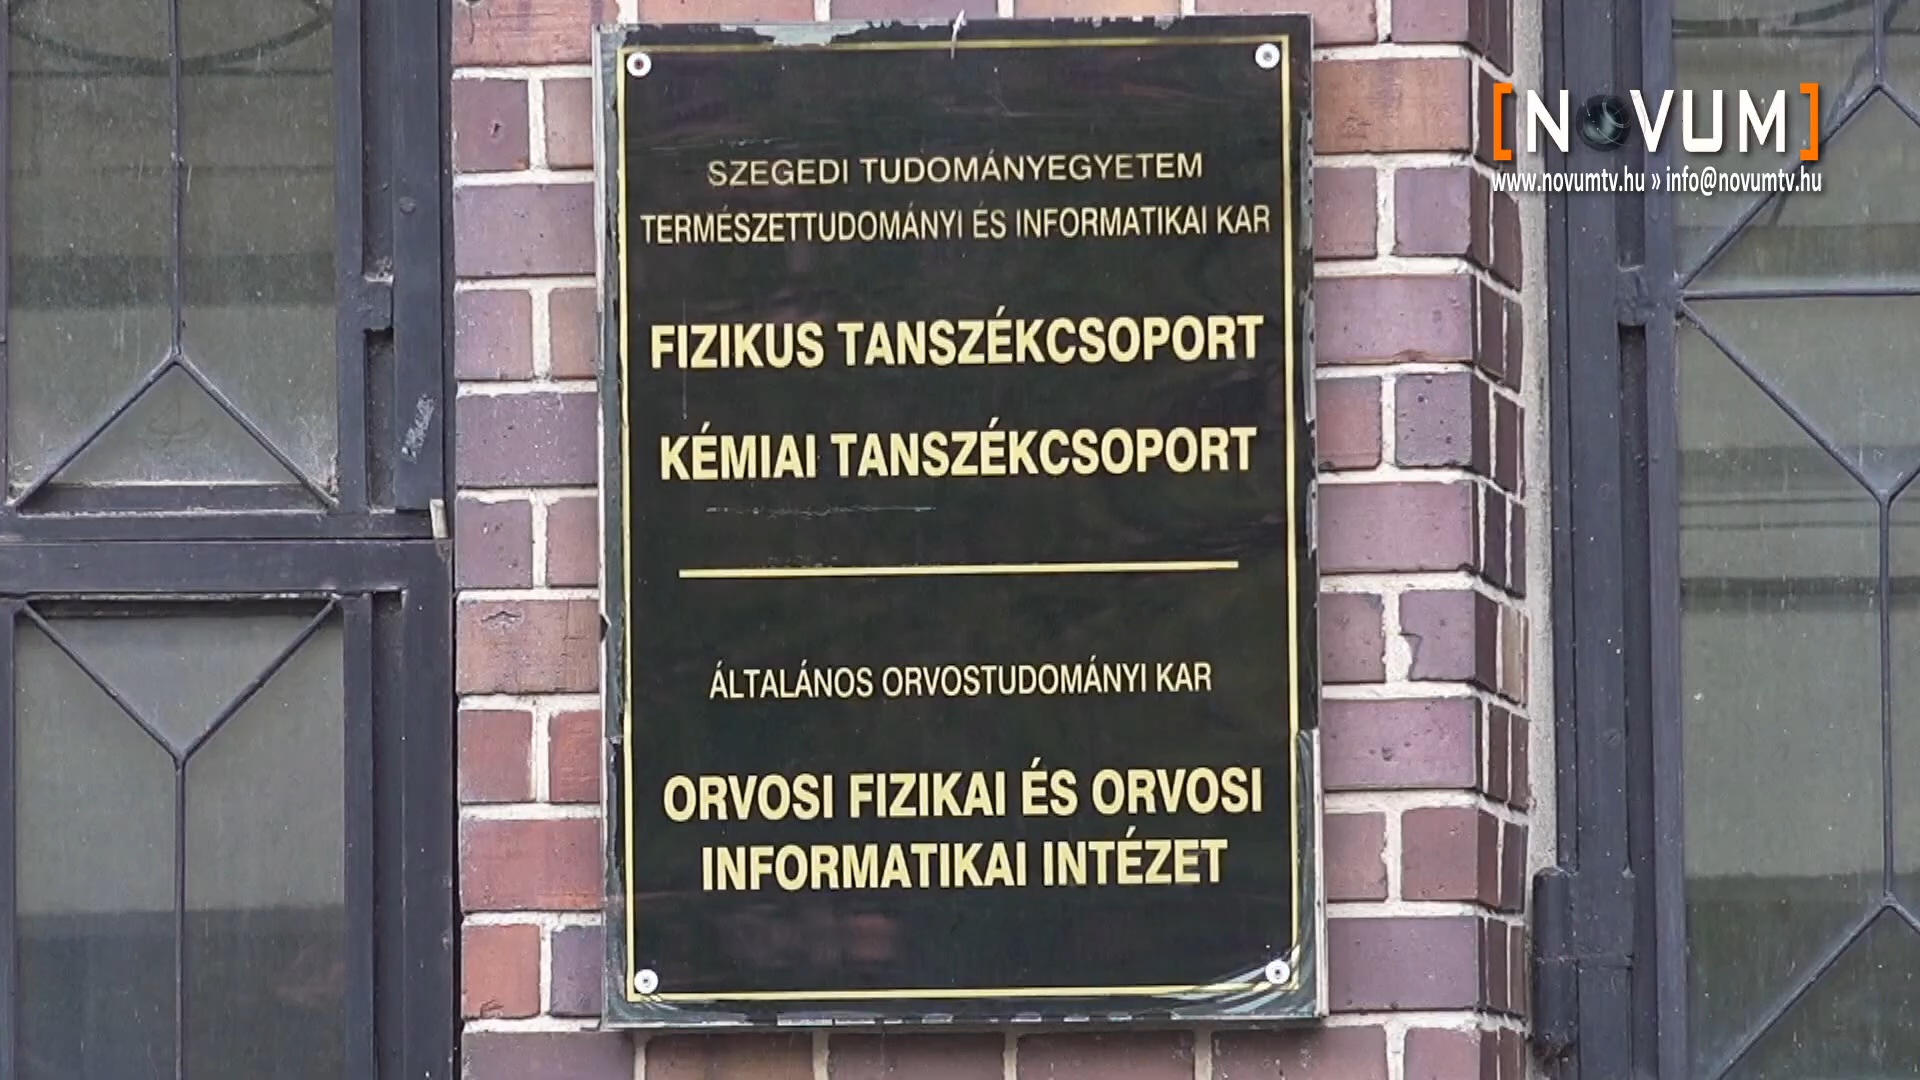 SZEGEDI TUDOMÁNYEGYETEM
TERMÉSZETTUDOMÁNYI ÉS INFORMATIKAI KAR
FIZIKUS TANSZÉKCSOPORT
KÉMIAI TANSZÉKCSOPORT
ÁLTALÁNOS ORVOSTUDOMÁNYI KAR
ORVOSI FIZIKAI ÉS ORVOSI
INFORMATIKAI INTÉZET
[NOVUM]
www.novumtv.hu » info@novumtv.hu